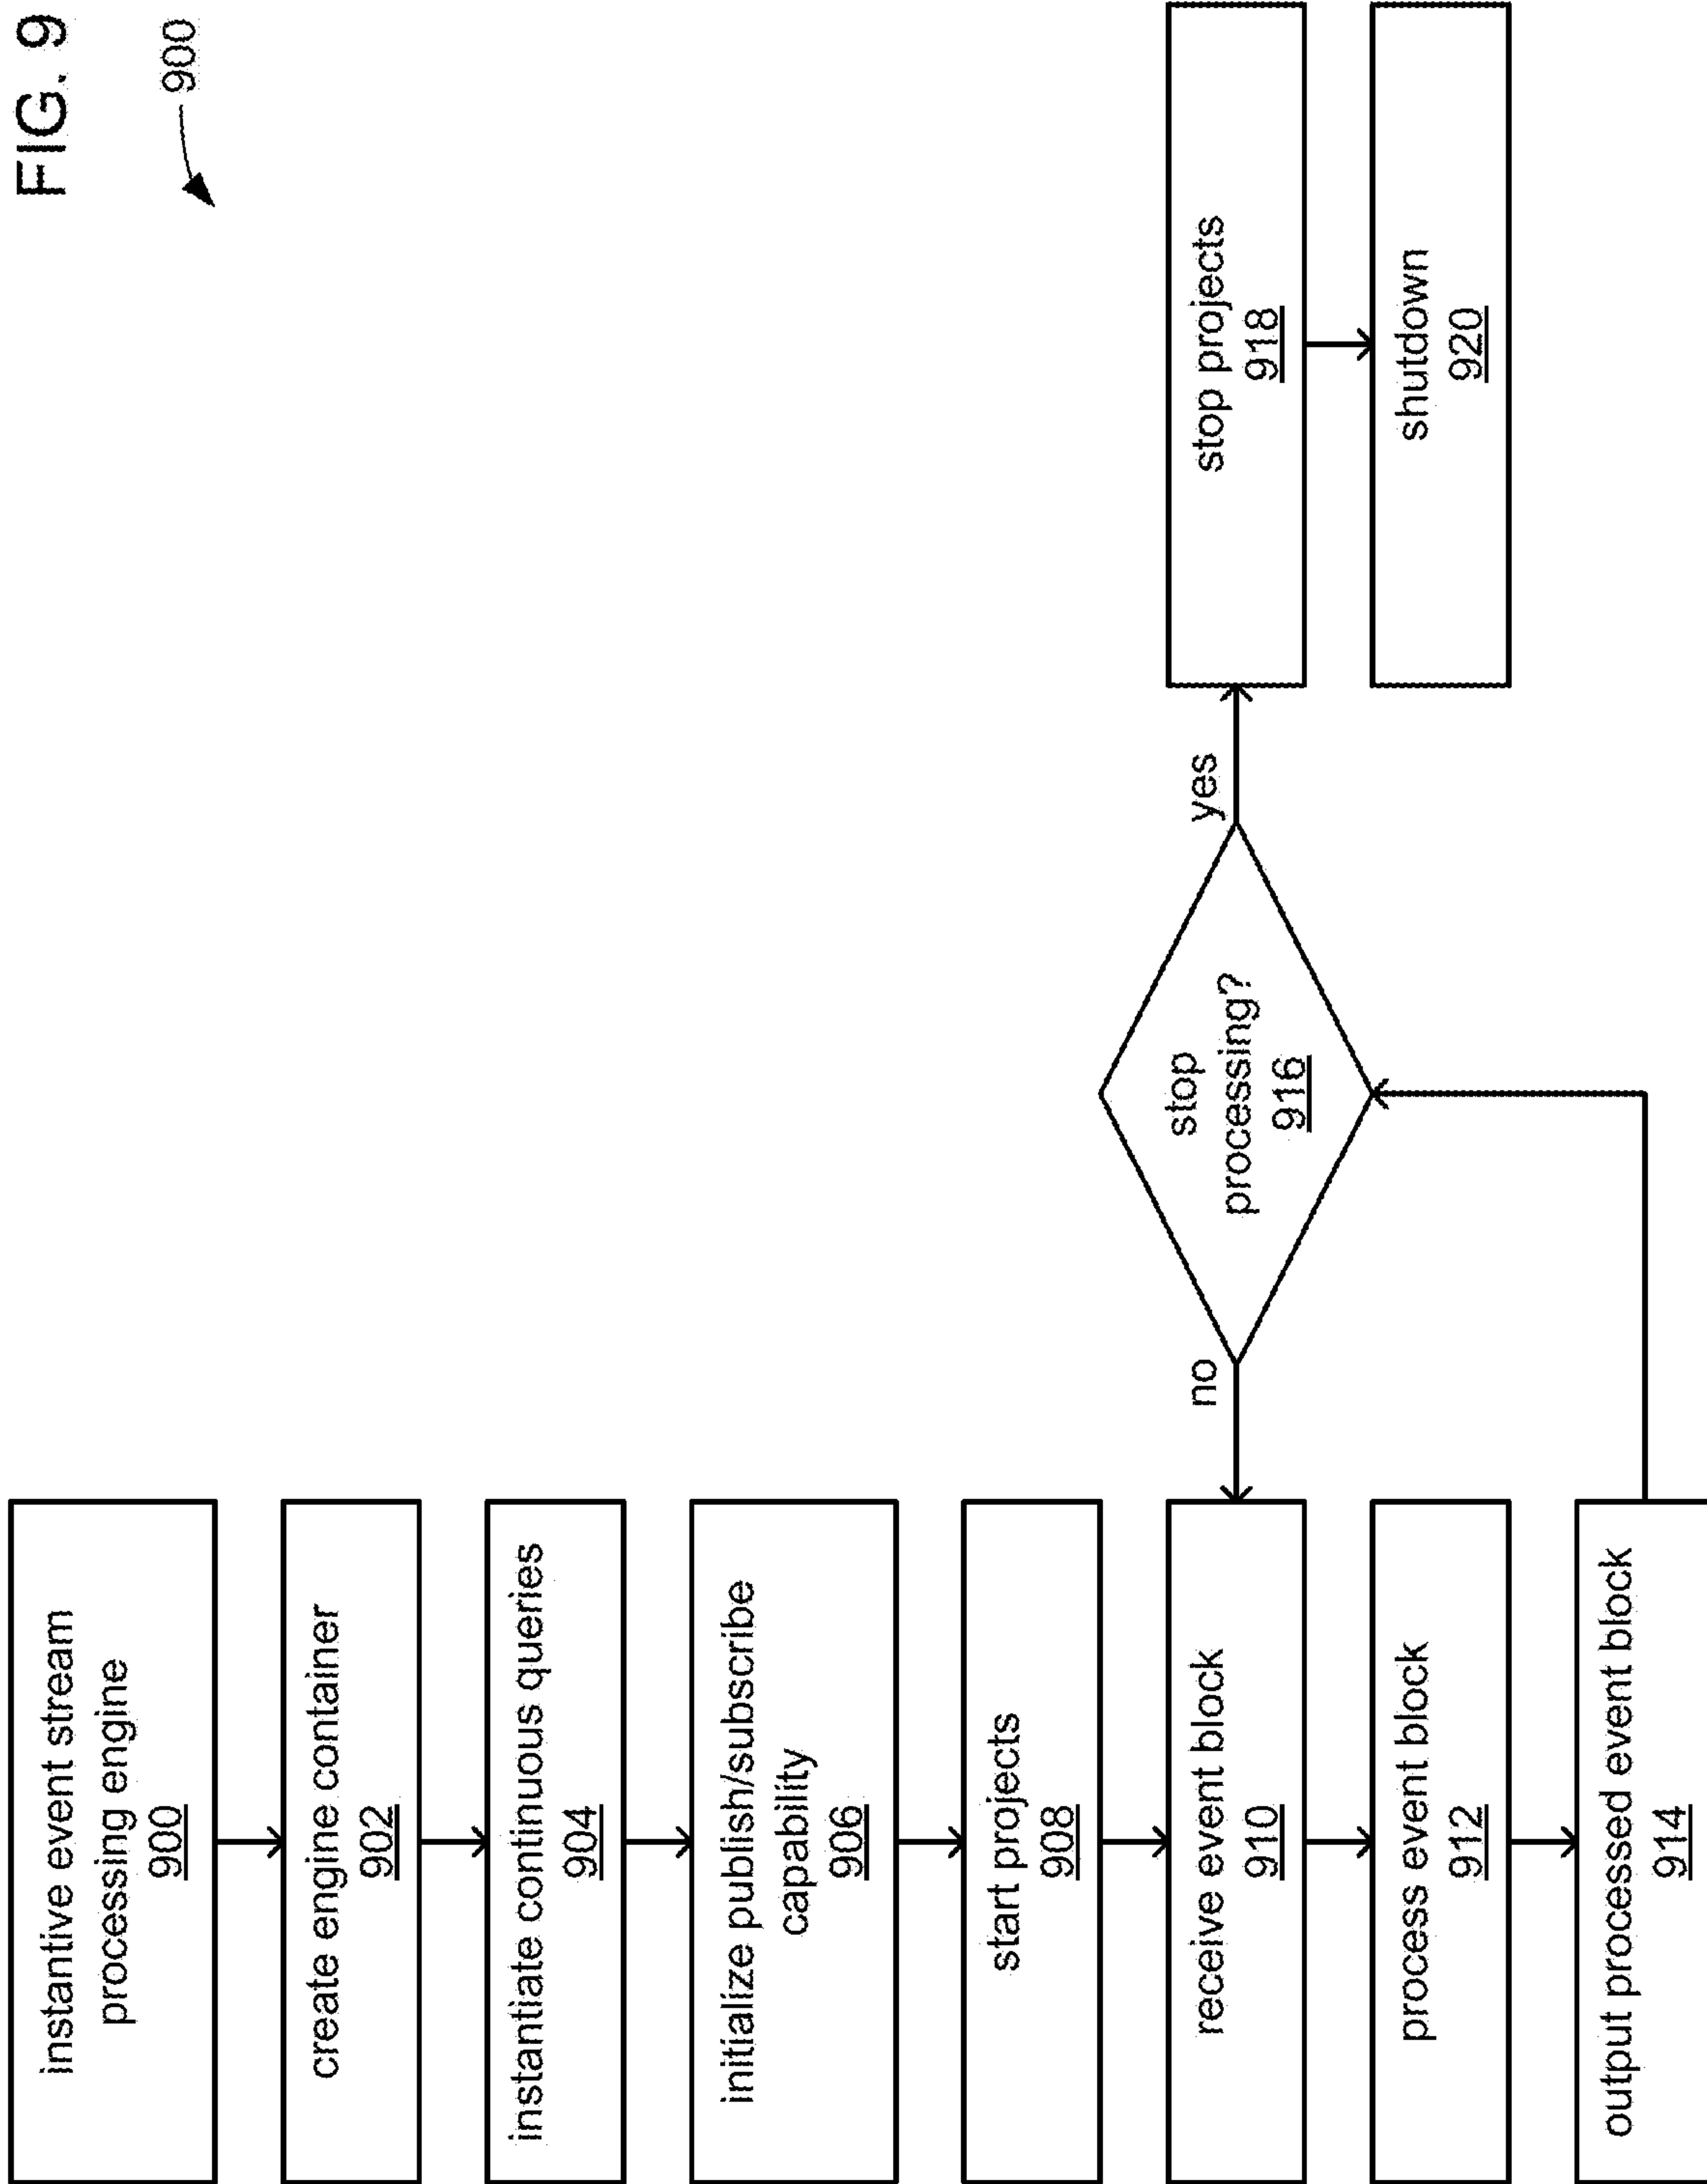 FIG. 9
900
instantive event stream
processing engine
900
create engine container
902
instantiate continuous queries
904
initialize publish/subscribe
capability
906
start projects
908
receive event block
910
process event block
912
output processed event block
914
no
stop
processing?
916
yes
stop projects
918
shutdown
920